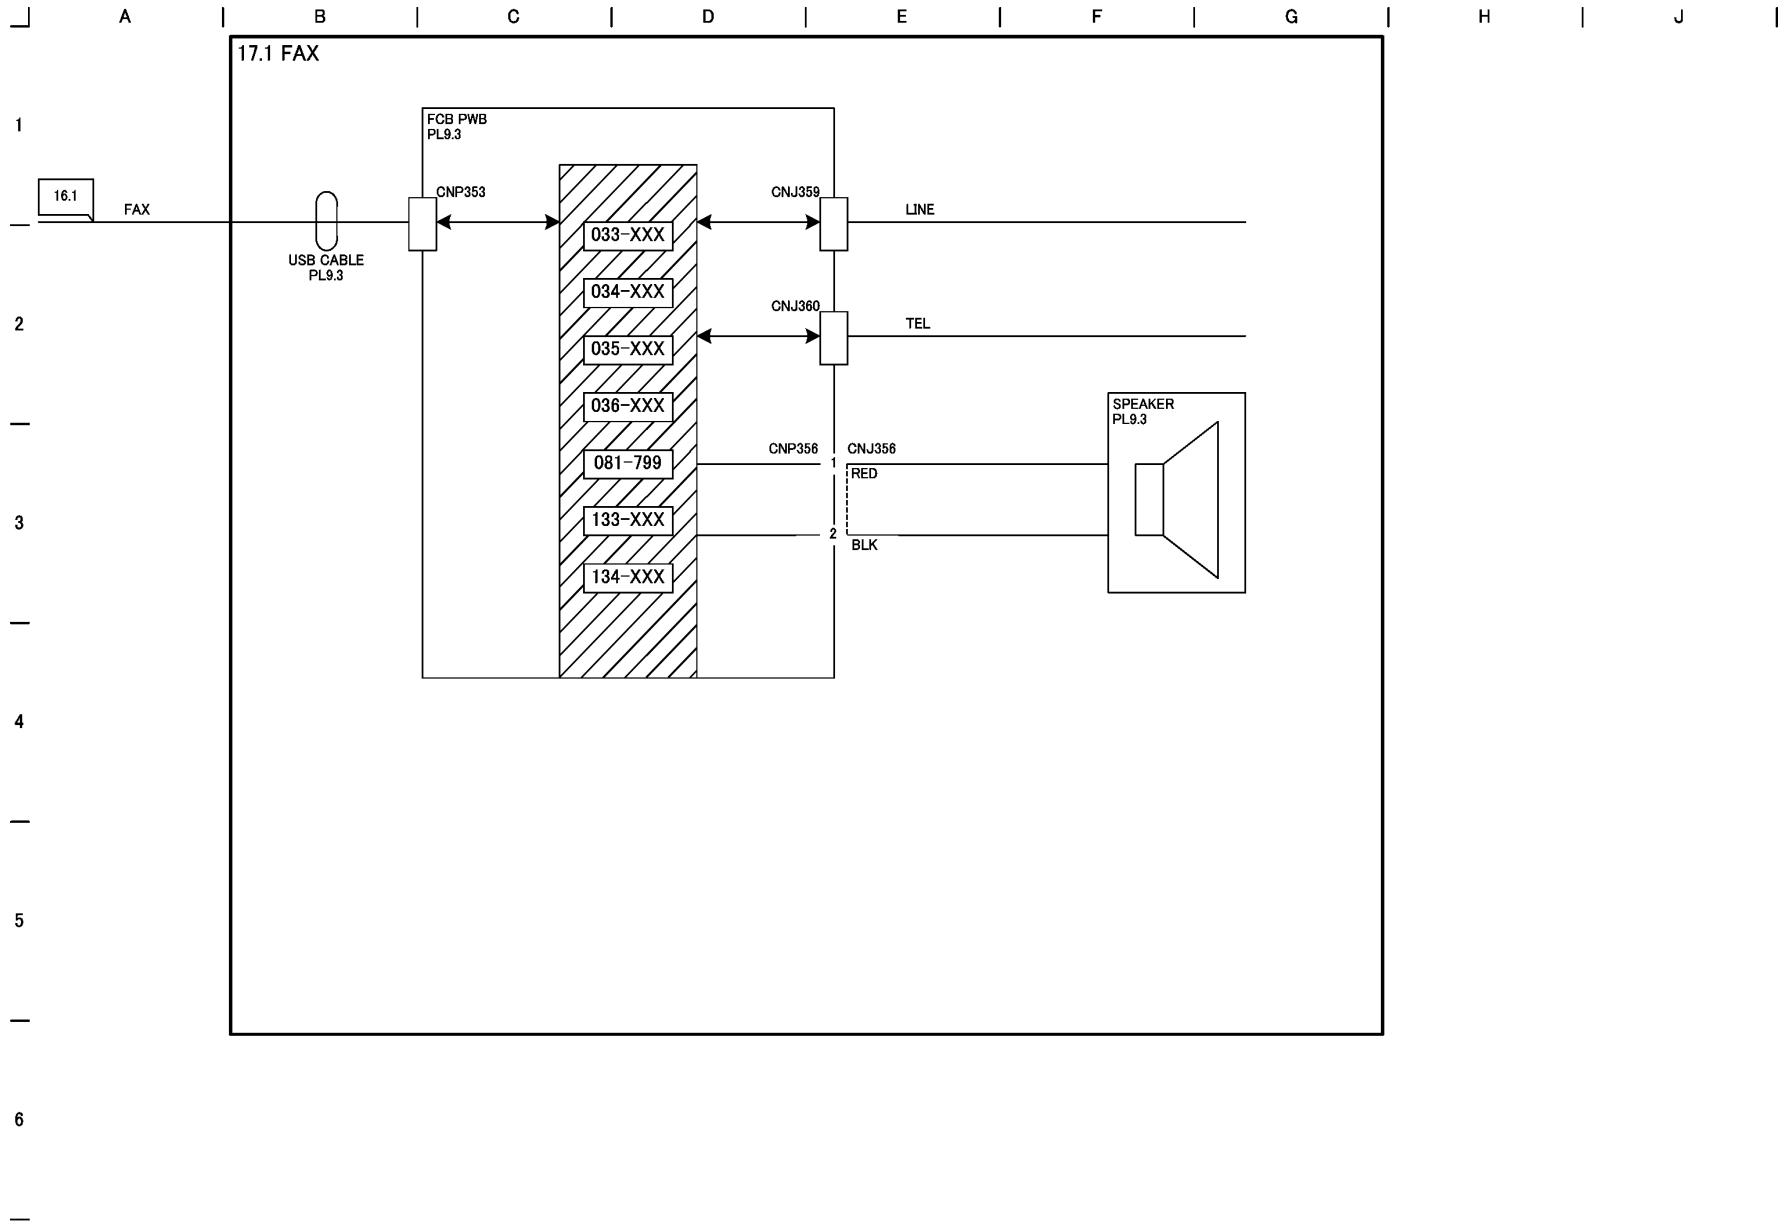 A B C D E F G H J
17.1 FAX
1
FCB PWB
PL9.3
16.1
FAX
CNP353
CNJ359
LINE
033-XXX
USB CABLE
PL9.3
034-XXX
2
CNJ360
TEL
035-XXX
036-XXX
SPEAKER
PL9.3
081-799
CNP356
1
CNJ356
RED
3
133-XXX
2
BLK
134-XXX
4
5
6